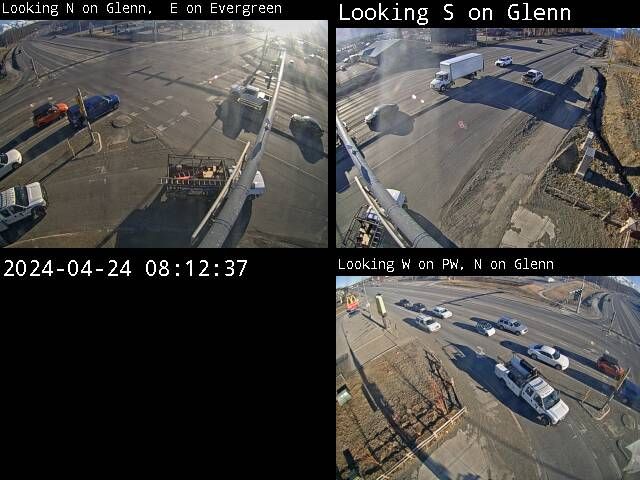 Looking N on Glenn,  E on Evergreen
Looking S on Glenn
2024-04-24 08:12:37
Looking W on PW, N on Glenn